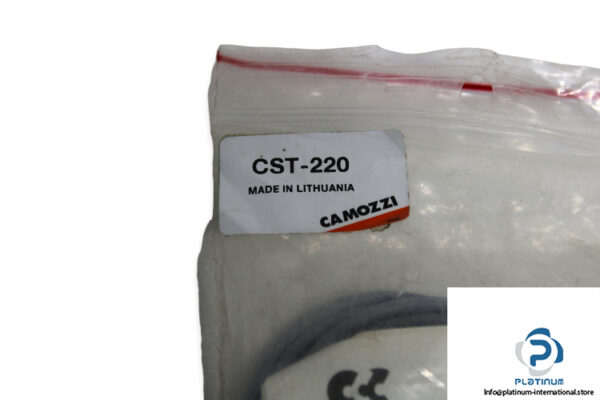 CST-220
MADE IN LITHUANIA
CAMOZZI
PLATINUM
Info@platinum-international.store